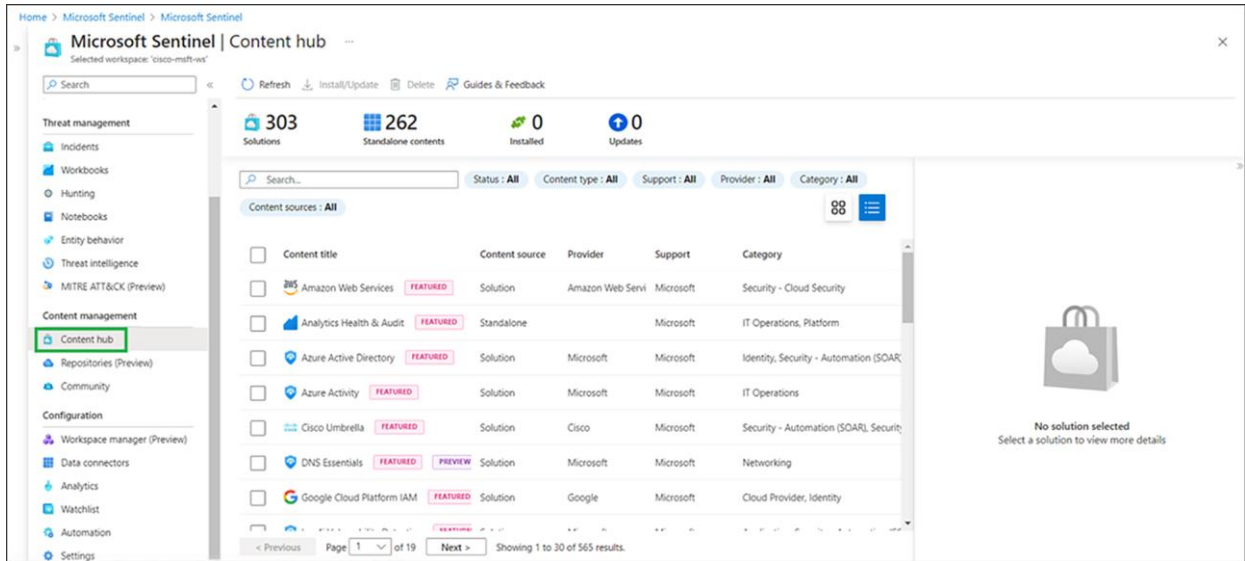 Home > Microsoft Sentinel > Microsoft Sentinel
Microsoft Sentinel | Content hub ...
Selected workspace: 'cisco-msft-ws'
Search
Refresh Install/Update Delete Guides & Feedback
303 Solutions
262 Standalone contents
0 Installed
0 Updates
Threat management
Incidents
Workbooks
Hunting
Notebooks
Entity behavior
Threat intelligence
MITRE ATT&CK (Preview)
Content management
Content hub
Repositories (Preview)
Community
Configuration
Workspace manager (Preview)
Data connectors
Analytics
Watchlist
Automation
Settings
Search...
Status : All Content type : All Support : All Provider : All Category : All
Content sources : All
Content title Content source Provider Support Category
aws Amazon Web Services FEATURED Solution Amazon Web Servi Microsoft Security - Cloud Security
Analytics Health & Audit FEATURED Standalone Microsoft IT Operations, Platform
Azure Active Directory FEATURED Solution Microsoft Microsoft Identity, Security - Automation (SOAR)
Azure Activity FEATURED Solution Microsoft Microsoft IT Operations
Cisco Umbrella FEATURED Solution Cisco Microsoft Security - Automation (SOAR), Security
DNS Essentials FEATURED PREVIEW Solution Microsoft Microsoft Networking
Google Cloud Platform IAM FEATURED Solution Google Microsoft Cloud Provider, Identity
< Previous Page 1 of 19 Next > Showing 1 to 30 of 565 results.
No solution selected
Select a solution to view more details